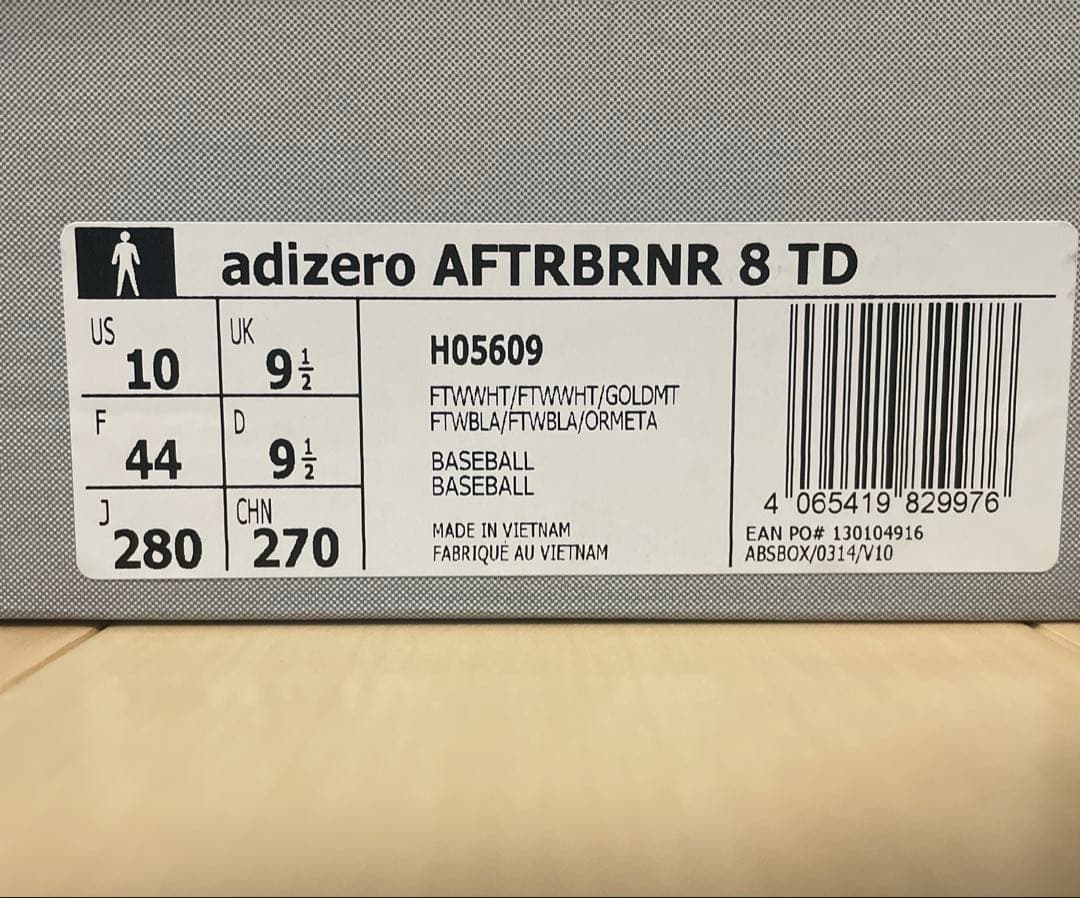 adizero AFTRBRNR 8 TD
US 10
UK 9½
F 44
D 9½
J 280
CHN 270
H05609
FTWWHT/FTWWHT/GOLDMT
FTWBLA/FTWBLA/ORMETA
BASEBALL
BASEBALL
MADE IN VIETNAM
FABRIQUÉ AU VIETNAM
4 065419 829976
EAN PO# 130104916
ABSBOX/0314/V10